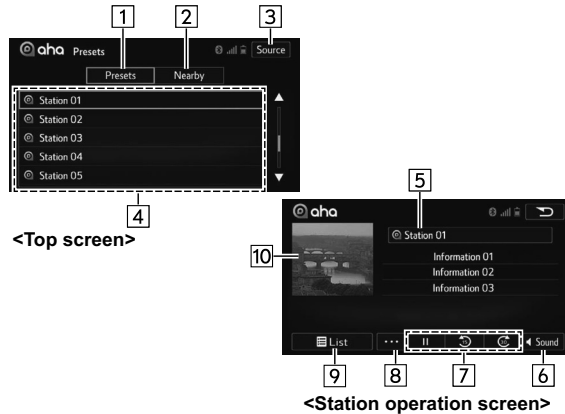 1 2 3
aha Presets Source
Presets Nearby
Station 01
Station 02
Station 03
Station 04
Station 05
4
<Top screen>
5
aha
Station 01
10
Information 01
Information 02
Information 03
List ... Sound
9 8 7 6
<Station operation screen>